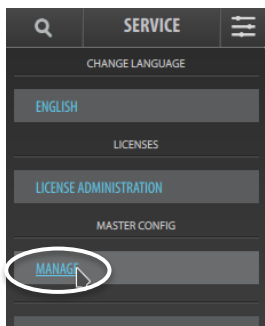 SERVICE
CHANGE LANGUAGE
ENGLISH
LICENSES
LICENSE ADMINISTRATION
MASTER CONFIG
MANAGE